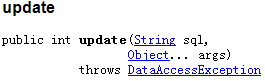 update
public int update(String sql,
Object... args)
throws DataAccessException